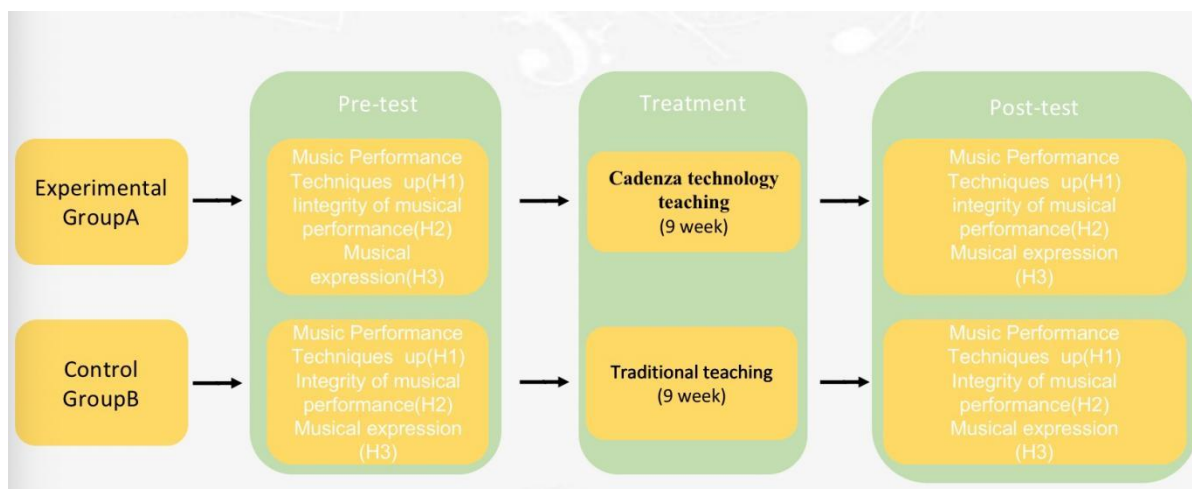 Pre-test
Treatment
Post-test
Experimental
GroupA
Music Performance
Techniques up(H1)
Iintegrity of musical
performance(H2)
Musical
expression(H3)
Cadenza technology
teaching
(9 week)
Music Performance
Techniques up(H1)
integrity of musical
performance(H2)
Musical expression
(H3)
Control
GroupB
Music Performance
Techniques up(H1)
Integrity of musical
performance(H2)
Musical expression
(H3)
Traditional teaching
(9 week)
Music Performance
Techniques up(H1)
Integrity of musical
performance(H2)
Musical expression
(H3)